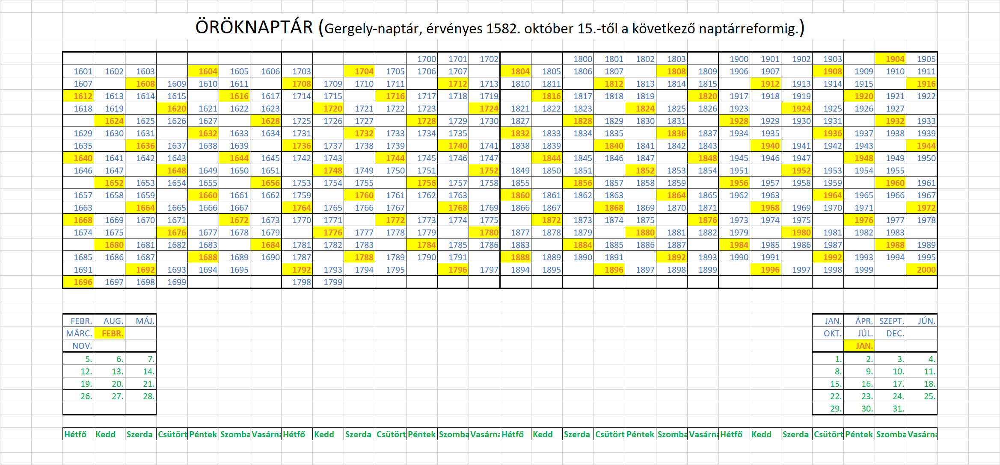 ÖRÖKNAPTÁR (Gergely-naptár, érvényes 1582. október 15.-től a következő naptárreformig.)
1700 1701 1702 1800 1801 1802 1803 1900 1901 1902 1903 1904 1905
1601 1602 1603 1604 1605 1606 1703 1704 1705 1706 1707 1804 1805 1806 1807 1808 1809 1906 1907 1908 1909 1910 1911
1607 1608 1609 1610 1611 1708 1709 1710 1711 1712 1713 1810 1811 1812 1813 1814 1815 1912 1913 1914 1915 1916
1612 1613 1614 1615 1616 1617 1714 1715 1716 1717 1718 1719 1816 1817 1818 1819 1820 1917 1918 1919 1920 1921 1922
1618 1619 1620 1621 1622 1623 1720 1721 1722 1723 1724 1821 1822 1823 1824 1825 1826 1923 1924 1925 1926 1927
1624 1625 1626 1627 1628 1725 1726 1727 1728 1729 1730 1827 1828 1829 1830 1831 1928 1929 1930 1931 1932 1933
1629 1630 1631 1632 1633 1634 1731 1732 1733 1734 1735 1832 1833 1834 1835 1836 1837 1934 1935 1936 1937 1938 1939
1635 1636 1637 1638 1639 1736 1737 1738 1739 1740 1741 1838 1839 1840 1841 1842 1843 1940 1941 1942 1943 1944
1640 1641 1642 1643 1644 1645 1742 1743 1744 1745 1746 1747 1844 1845 1846 1847 1848 1945 1946 1947 1948 1949 1950
1646 1647 1648 1649 1650 1651 1748 1749 1750 1751 1752 1849 1850 1851 1852 1853 1854 1951 1952 1953 1954 1955
1652 1653 1654 1655 1656 1753 1754 1755 1756 1757 1758 1855 1856 1857 1858 1859 1956 1957 1958 1959 1960 1961
1657 1658 1659 1660 1661 1662 1759 1760 1761 1762 1763 1860 1861 1862 1863 1864 1865 1962 1963 1964 1965 1966 1967
1663 1664 1665 1666 1667 1764 1765 1766 1767 1768 1769 1866 1867 1868 1869 1870 1871 1968 1969 1970 1971 1972
1668 1669 1670 1671 1672 1673 1770 1771 1772 1773 1774 1775 1872 1873 1874 1875 1876 1973 1974 1975 1976 1977 1978
1674 1675 1676 1677 1678 1679 1776 1777 1778 1779 1780 1877 1878 1879 1880 1881 1882 1979 1980 1981 1982 1983
1680 1681 1682 1683 1684 1781 1782 1783 1784 1785 1786 1883 1884 1885 1886 1887 1984 1985 1986 1987 1988 1989
1685 1686 1687 1688 1689 1690 1787 1788 1789 1790 1791 1888 1889 1890 1891 1892 1893 1990 1991 1992 1993 1994 1995
1691 1692 1693 1694 1695 1792 1793 1794 1795 1796 1797 1894 1895 1896 1897 1898 1899 1996 1997 1998 1999 2000
1696 1697 1698 1699 1798 1799
FEBR. AUG. MÁJ. JAN. ÁPR. SZEPT. JÚN.
MÁRC. FEBR. OKT. JÚL. DEC.
NOV. JAN.
5. 6. 7. 1. 2. 3. 4.
12. 13. 14. 8. 9. 10. 11.
19. 20. 21. 15. 16. 17. 18.
26. 27. 28. 22. 23. 24. 25.
29. 30. 31.
Hétfő Kedd Szerda Csütört Péntek Szomba Vasárna Hétfő Kedd Szerda Csütört Péntek Szomba Vasárna Hétfő Kedd Szerda Csütört Péntek Szomba Vasárna Hétfő Kedd Szerda Csütört Péntek Szomba Vasárna